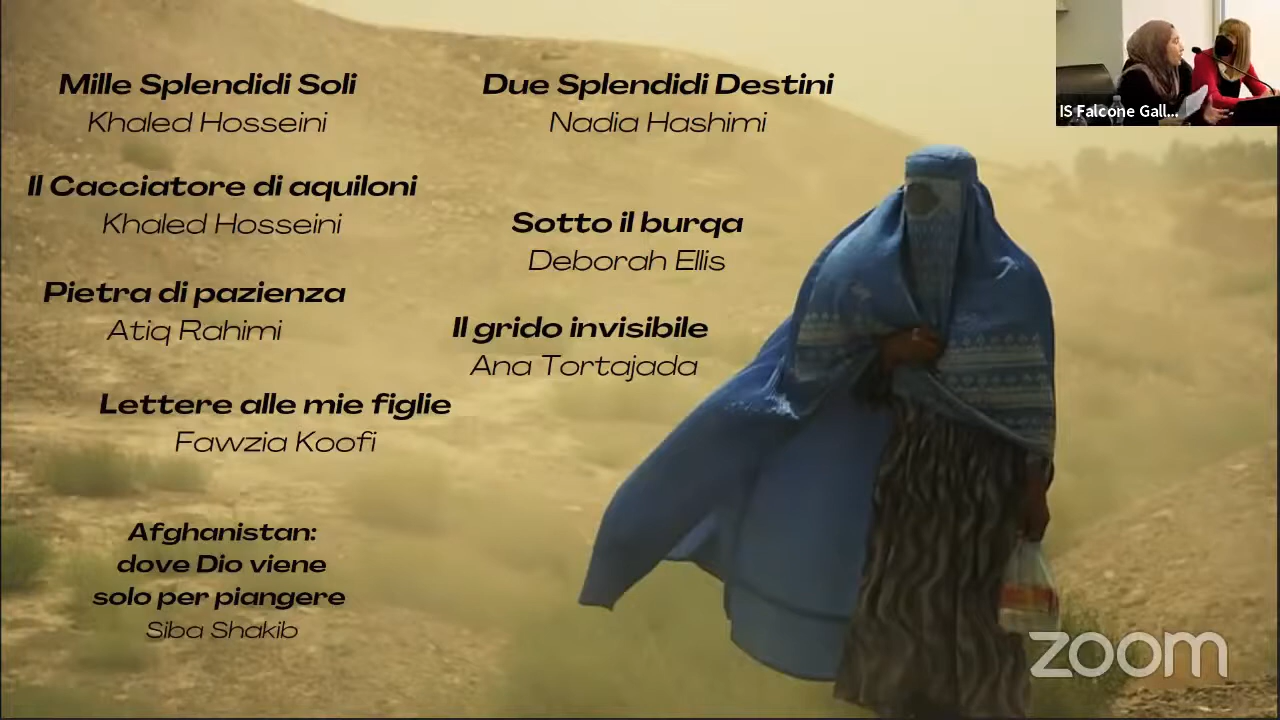 Mille Splendidi Soli
Khaled Hosseini
Il Cacciatore di aquiloni
Khaled Hosseini
Pietra di pazienza
Atiq Rahimi
Lettere alle mie figlie
Fawzia Koofi
Afghanistan:
dove Dio viene
solo per piangere
Siba Shakib
Due Splendidi Destini
Nadia Hashimi
Sotto il burqa
Deborah Ellis
Il grido invisibile
Ana Tortajada
IS Falcone Gall...
zoom